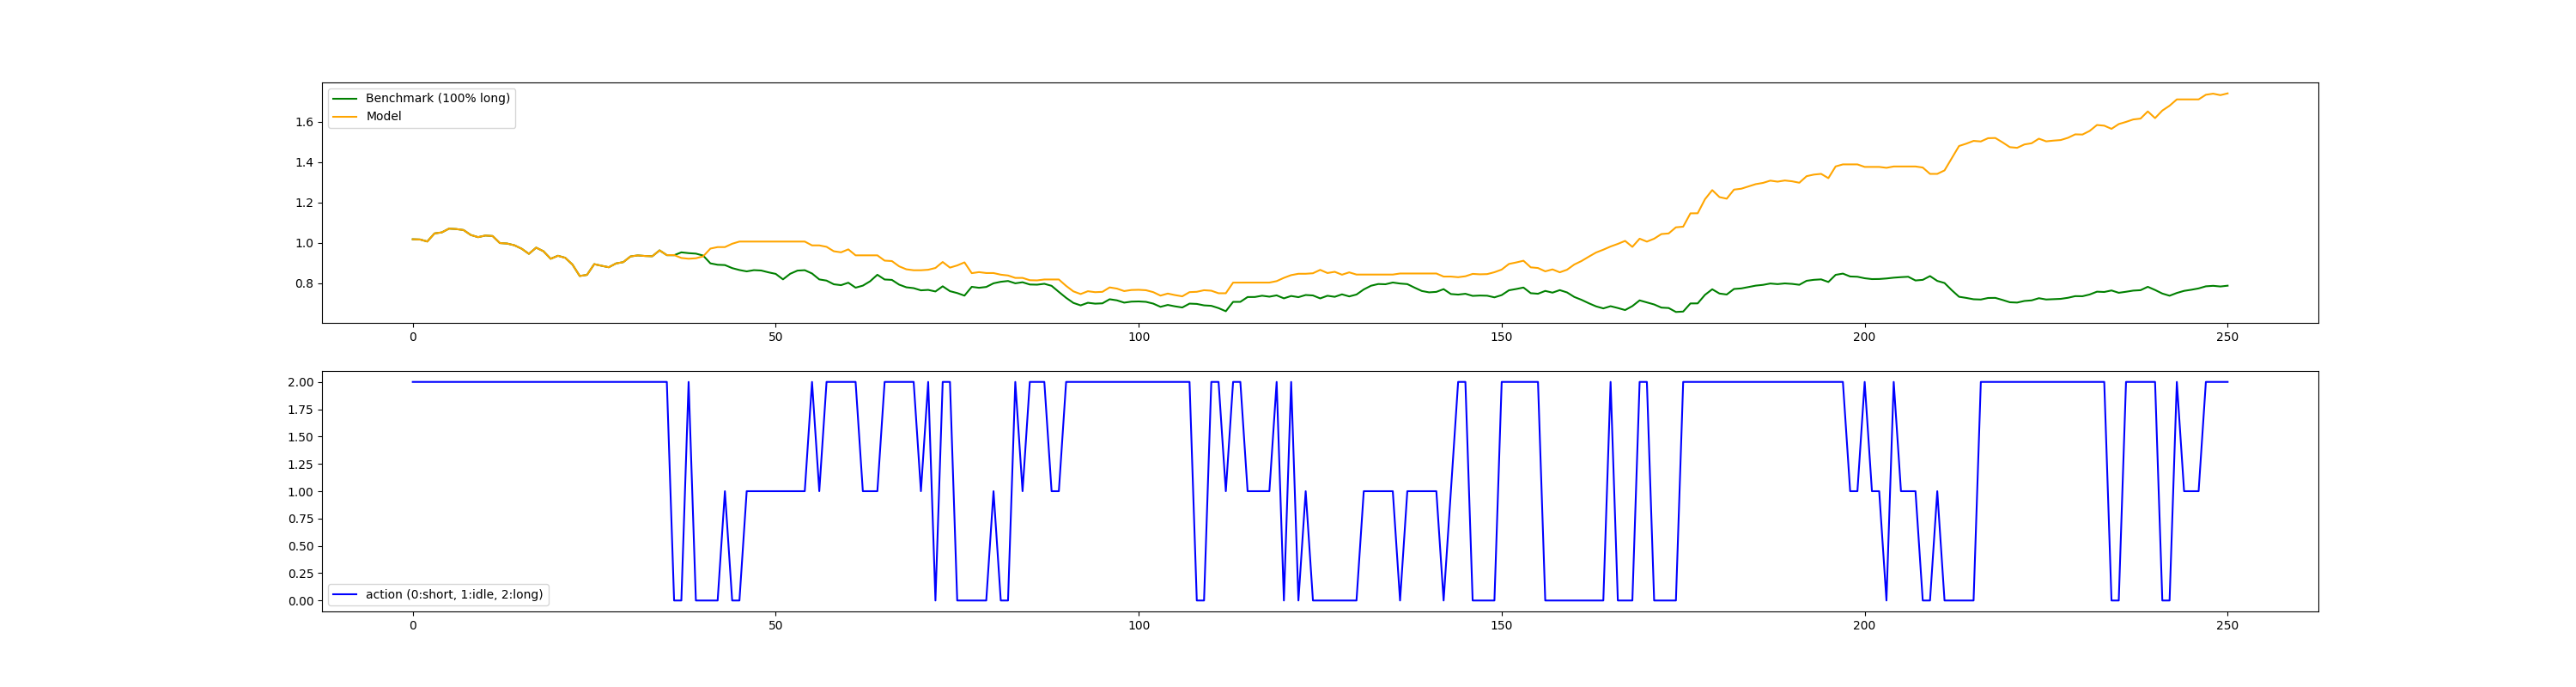 Benchmark (100% long)
Model
1.6
1.4
1.2
1.0
0.8
0 50 100 150 200 250
2.00
1.75
1.50
1.25
1.00
0.75
0.50
0.25
0.00
action (0:short, 1:idle, 2:long)
0 50 100 150 200 250